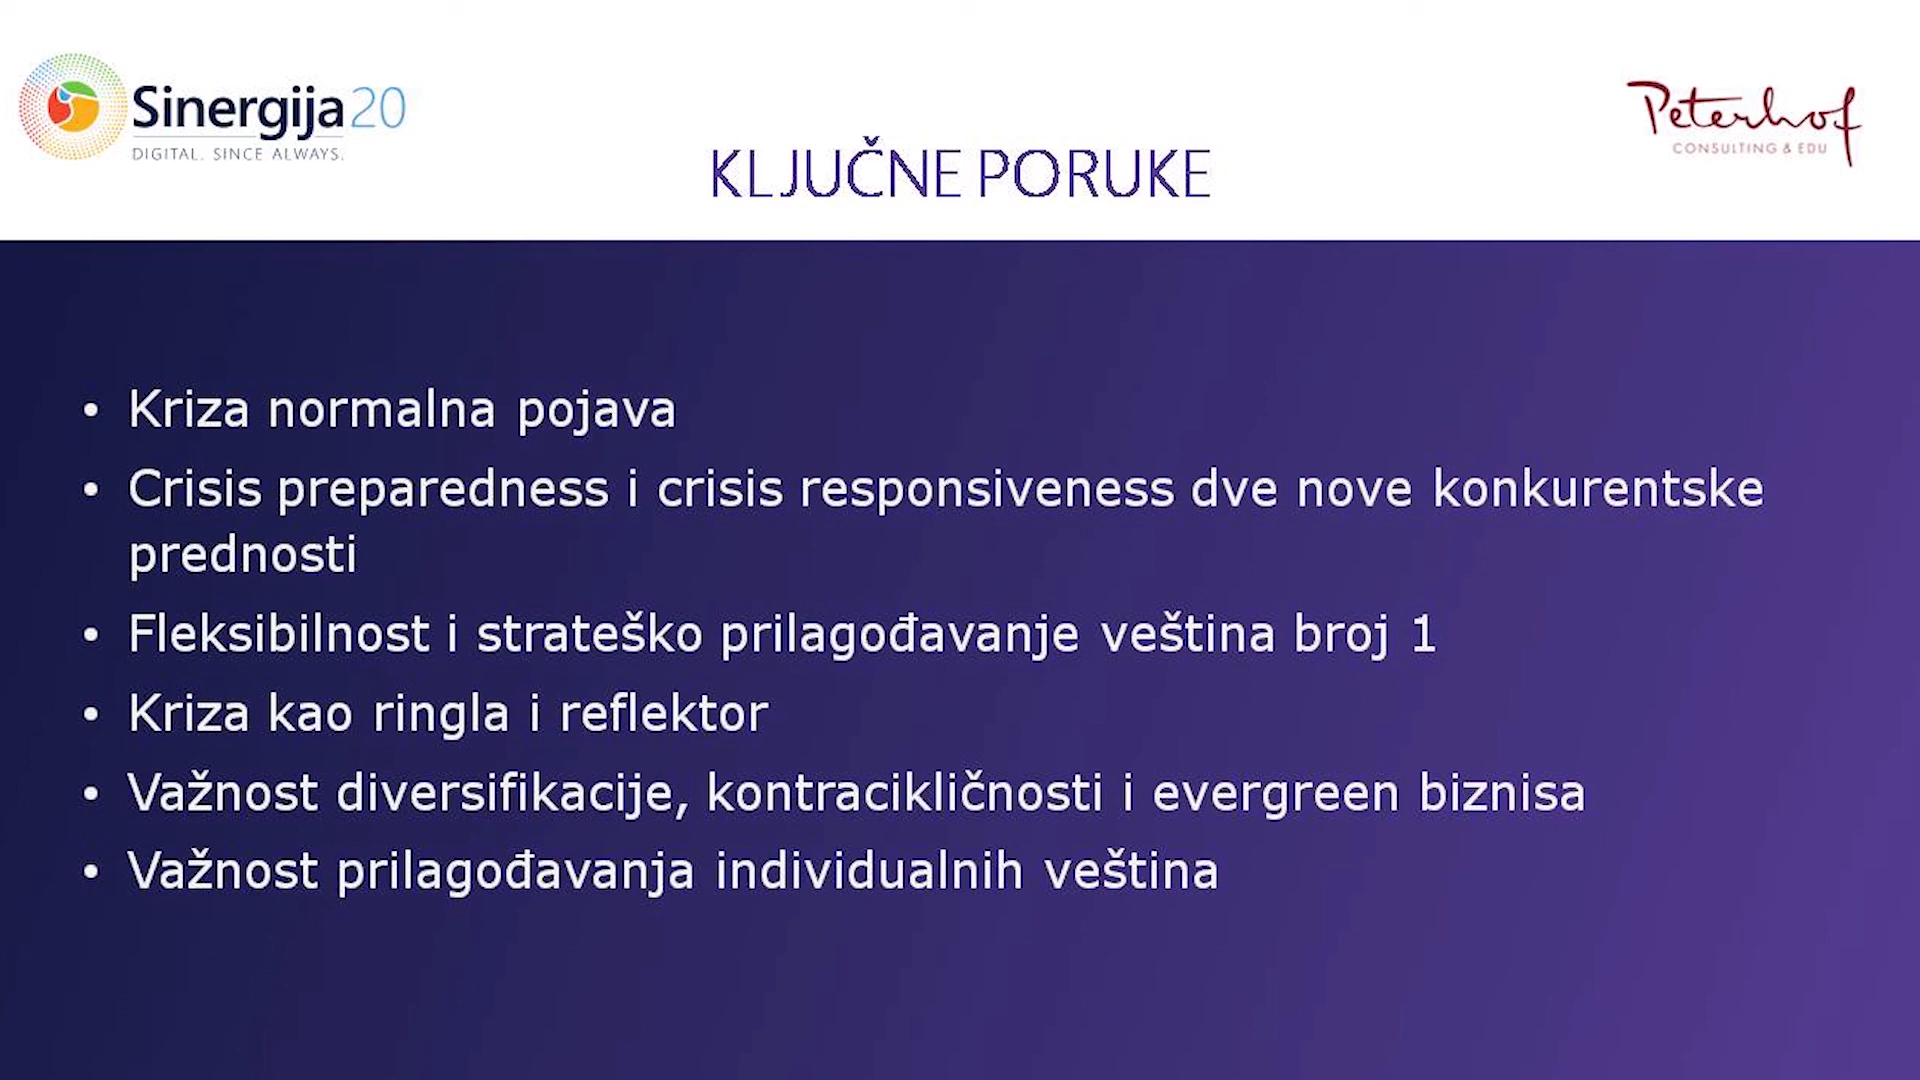 Sinergija20
DIGITAL. SINCE ALWAYS.
Peterhof
CONSULTING & EDU
KLJUČNE PORUKE
• Kriza normalna pojava
• Crisis preparedness i crisis responsiveness dve nove konkurentske
prednosti
• Fleksibilnost i strateško prilagođavanje veština broj 1
• Kriza kao ringla i reflektor
• Važnost diversifikacije, kontracikličnosti i evergreen biznisa
• Važnost prilagođavanja individualnih veština